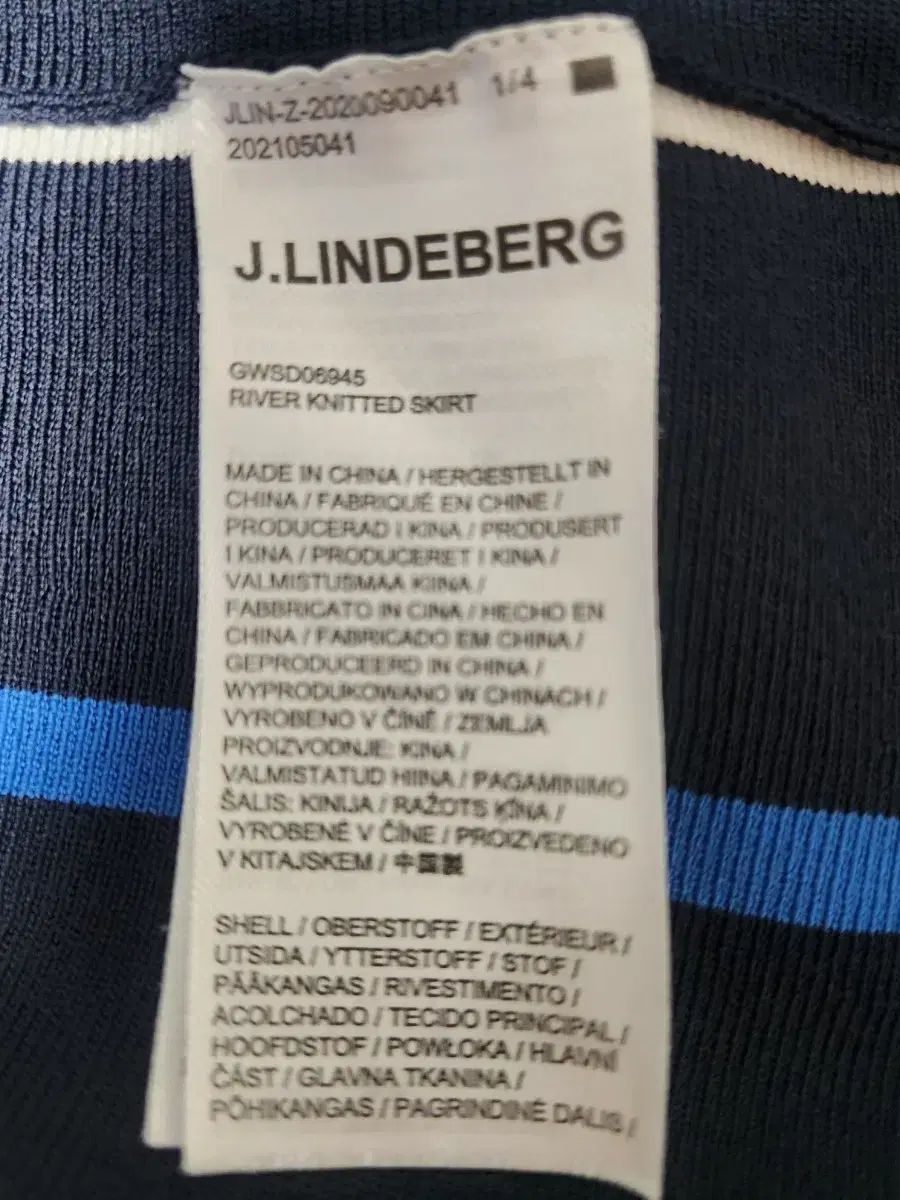 JLIN-Z-2020090041 1/4
202105041
J.LINDEBERG
GWSD06945
RIVER KNITTED SKIRT
MADE IN CHINA / HERGESTELLT IN
CHINA / FABRIQUÉ EN CHINE /
PRODUCERAD I KINA / PRODUSERT
I KINA / PRODUCERET I KINA /
VALMISTUSMAA KIINA /
FABBRICATO IN CINA / HECHO EN
CHINA / FABRICADO EM CHINA /
GEPRODUCEERD IN CHINA /
WYPRODUKOWANO W CHINACH /
VYROBENO V ČÍNĚ / ZEMLJA
PROIZVODNJE: KINA /
VALMISTATUD HIINA / PAGAMINIMO
ŠALIS: KINIJA / RAŽOTS ĶĪNA /
VYROBENÉ V ČÍNE / PROIZVEDENO
V KITAJSKEM / 中国製
SHELL / OBERSTOFF / EXTÉRIEUR /
UTSIDA / YTTERSTOFF / STOF /
PÄÄKANGAS / RIVESTIMENTO /
ACOLCHADO / TECIDO PRINCIPAL /
HOOFDSTOF / POWŁOKA / HLAVNÍ
ČÁST / GLAVNA TKANINA /
PÕHIKANGAS / PAGRINDINĖ DALIS /